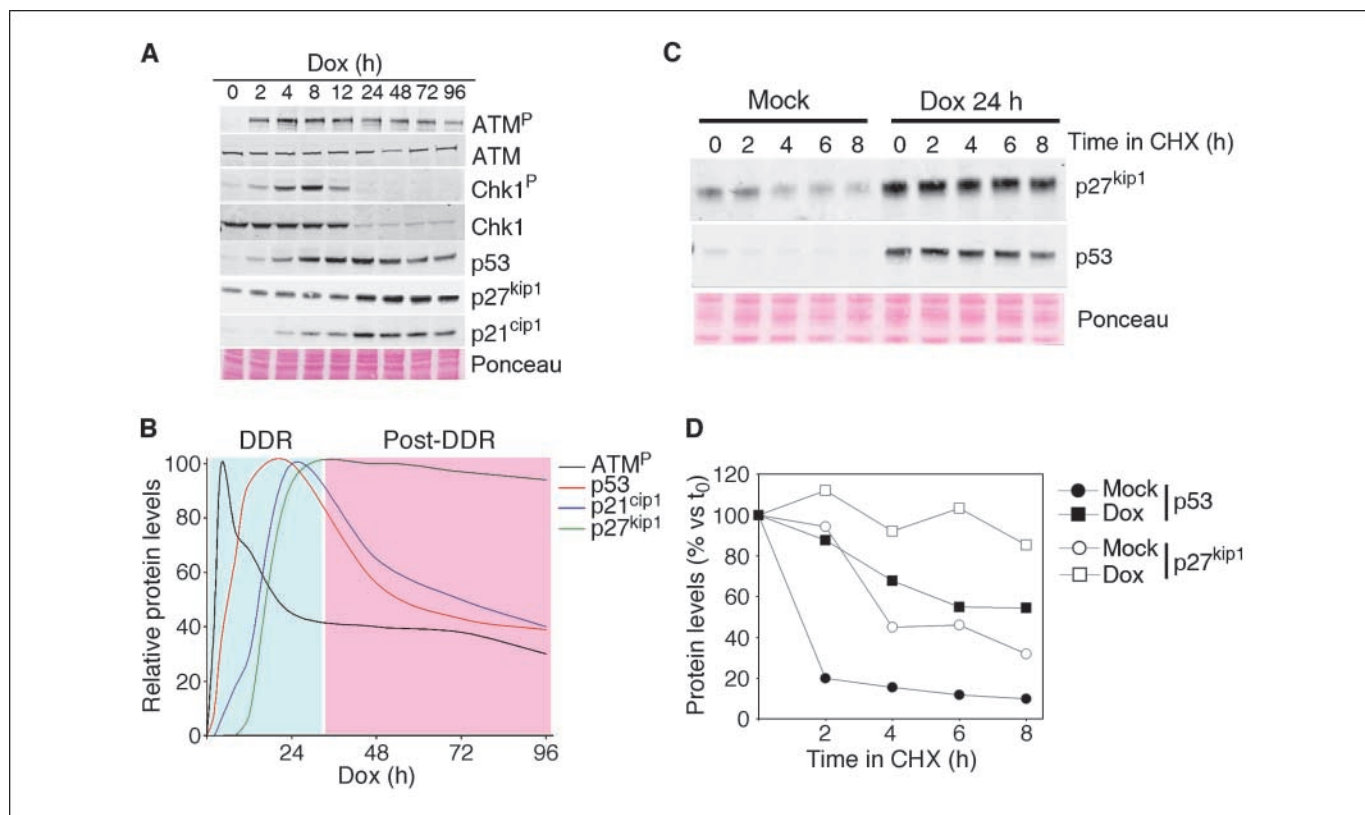 A
Dox (h)
0 2 4 8 12 24 48 72 96
ATMᴾ
ATM
Chk1ᴾ
Chk1
p53
p27ᵏⁱᵖ¹
p21ᶜⁱᵖ¹
Ponceau
C
Mock Dox 24 h
0 2 4 6 8 0 2 4 6 8 Time in CHX (h)
p27ᵏⁱᵖ¹
p53
Ponceau
B
DDR Post-DDR
ATMᴾ
p53
p21ᶜⁱᵖ¹
p27ᵏⁱᵖ¹
Relative protein levels
100
80
60
40
20
0
24 48 72 96
Dox (h)
D
Protein levels (% vs t₀)
120
100
80
60
40
20
0
2 4 6 8
Time in CHX (h)
Mock
Dox
p53
Mock
Dox
p27ᵏⁱᵖ¹